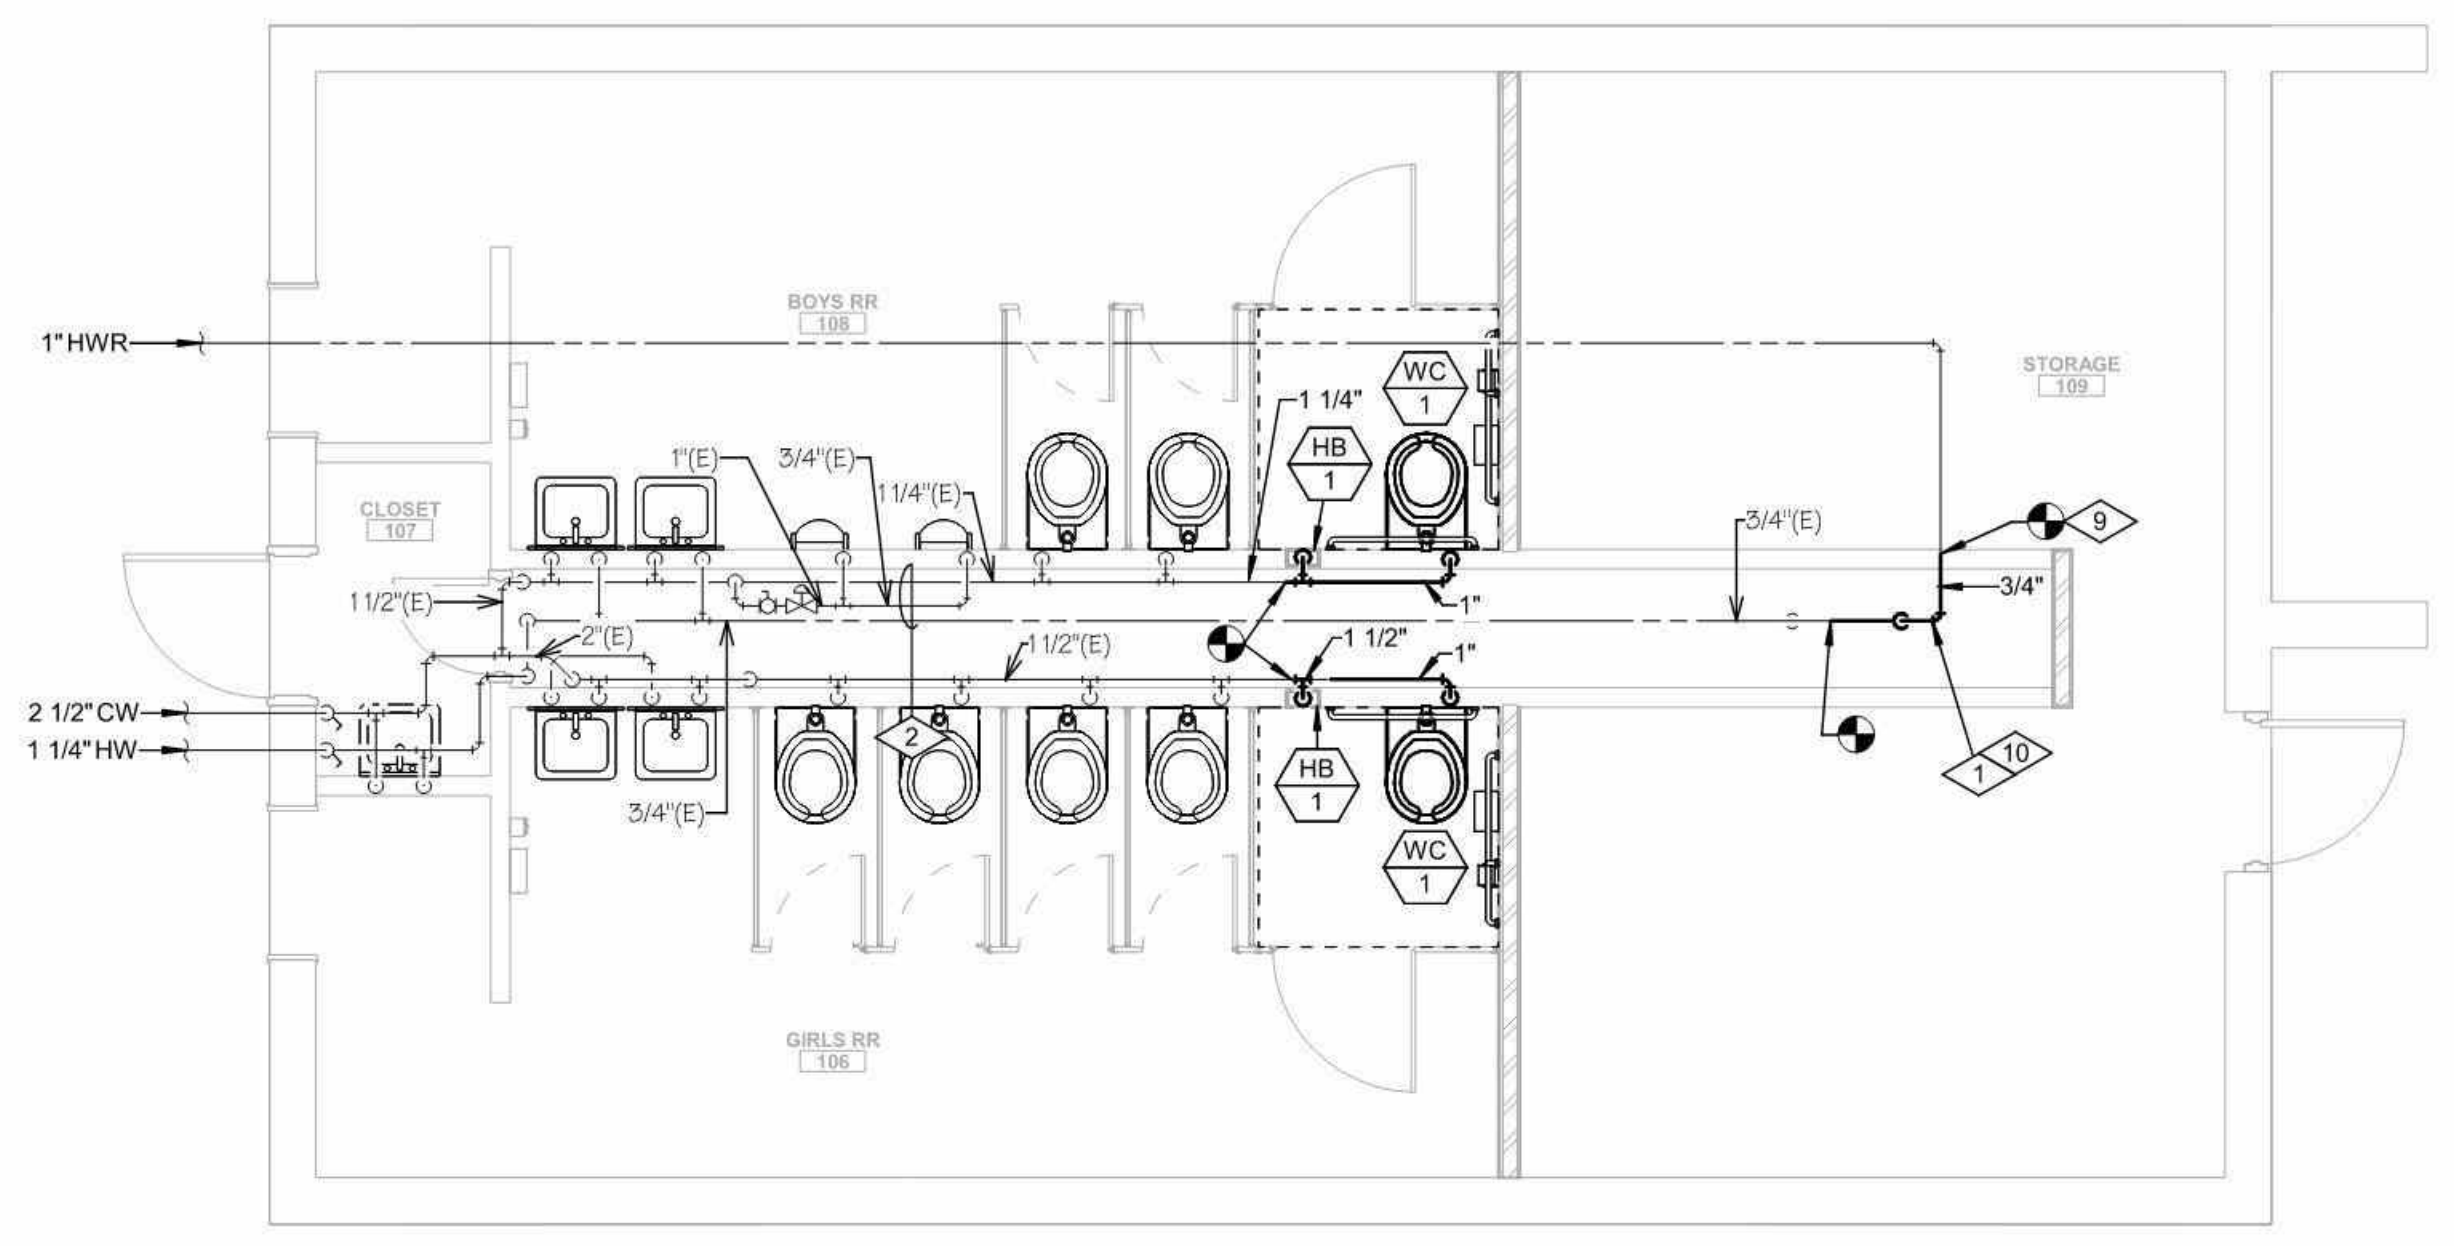 BOYS RR
108
1" HWR
STORAGE
109
WC
1
1 1/4"
HB
1
1"(E)
3/4"(E)
1 1/4"(E)
CLOSET
107
3/4"(E)
9
3/4"
1 1/2"(E)
1"
2"(E)
1 1/2"(E)
1 1/2"
1"
2 1/2" CW
1 1/4" HW
2
10
1
HB
1
3/4"(E)
WC
1
GIRLS RR
106